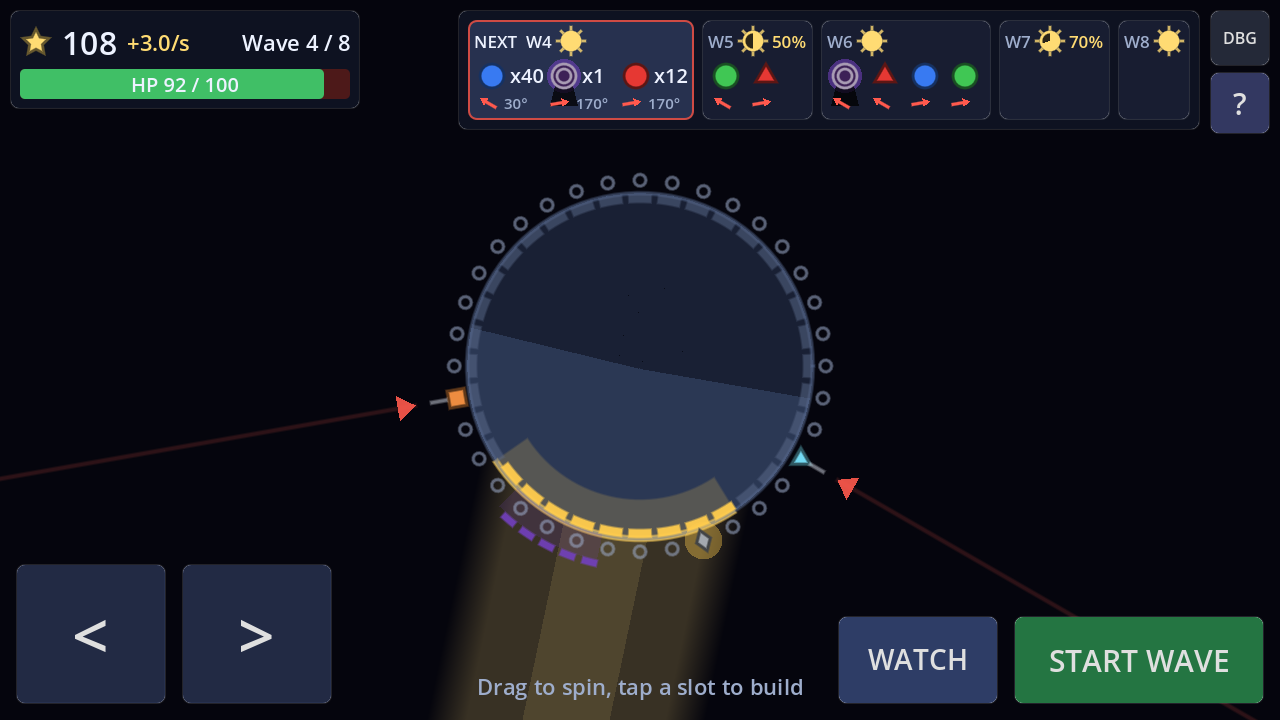 108 +3.0/s Wave 4 / 8
HP 92 / 100
NEXT W4
x40 x1 x12
30° 170° 170°
W5 50%
W6
W7 70%
W8
DBG
?
< >
WATCH
START WAVE
Drag to spin, tap a slot to build